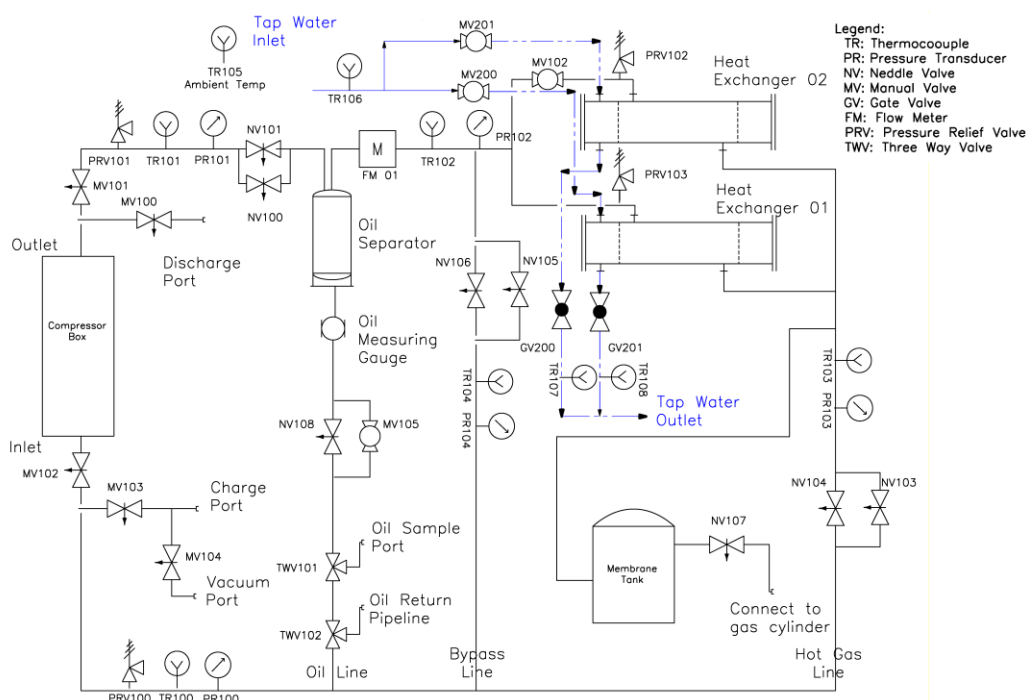 Tap Water
Inlet
MV201
TR105
Ambient Temp
TR106
MV200
MV102
PRV102
Heat
Exchanger 02
Legend:
TR: Thermocoouple
PR: Pressure Transducer
NV: Neddle Valve
MV: Manual Valve
GV: Gate Valve
FM: Flow Meter
PRV: Pressure Relief Valve
TWV: Three Way Valve
PRV101
TR101
PR101
NV101
NV100
M
FM 01
TR102
PR102
PRV103
Heat
Exchanger 01
MV101
MV100
Outlet
Discharge
Port
Oil
Separator
Compressor
Box
Oil
Measuring
Gauge
NV106
NV105
GV200
GV201
TR107
TR108
TR104
PR104
TR103
PR103
Tap Water
Outlet
Inlet
MV102
MV103
Charge
Port
MV104
Vacuum
Port
NV108
MV105
Oil Sample
Port
TWV101
Oil Return
Pipeline
TWV102
NV104
NV103
NV107
Membrane
Tank
Connect to
gas cylinder
Oil Line
Bypass
Line
Hot Gas
Line
PRV100
TR100
PR100